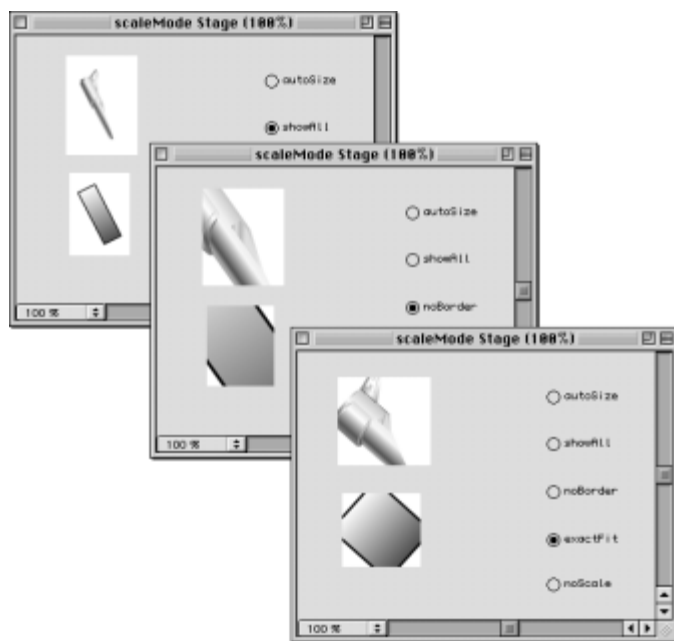 scaleMode Stage (100%)
autoSize
showAll
100 %
scaleMode Stage (100%)
autoSize
showAll
noBorder
100 %
scaleMode Stage (100%)
autoSize
showAll
noBorder
exactFit
noScale
100 %